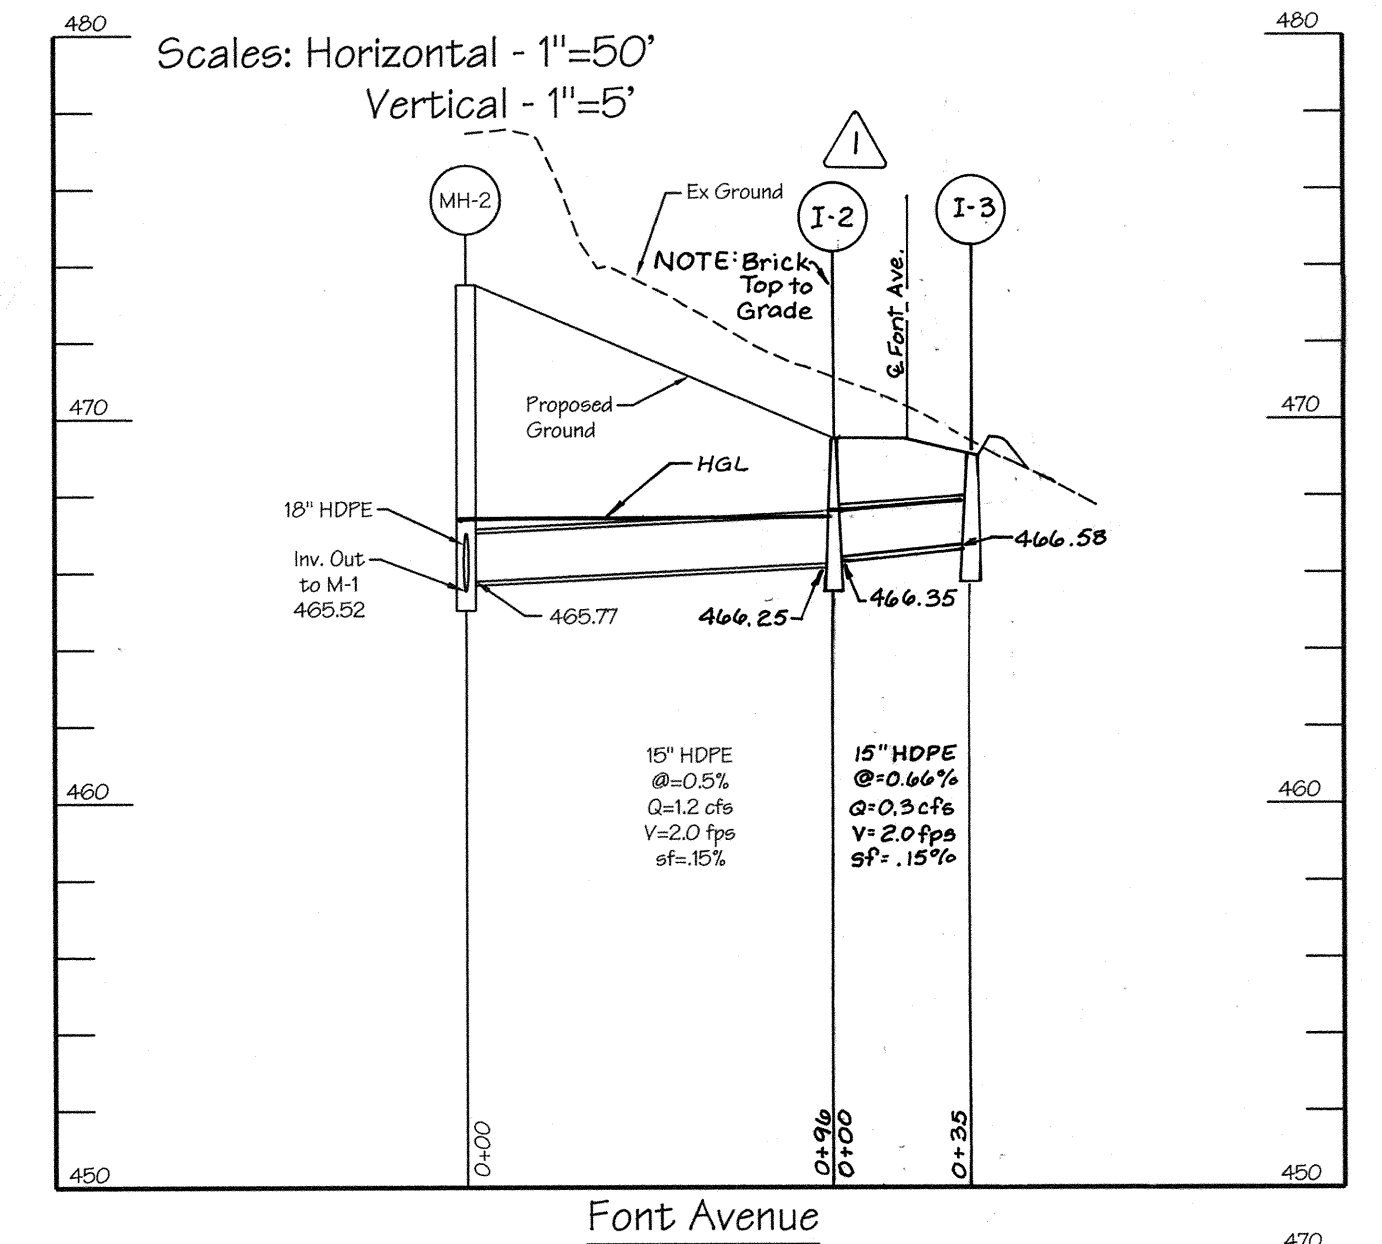 480
480
Scales: Horizontal - 1"=50'
Vertical - 1"=5'
1
MH-2
Ex Ground
I-2
I-3
NOTE: Brick
Top to
Grade
℄ Font Ave.
470
470
Proposed
Ground
HGL
18" HDPE
Inv. Out
to M-1
465.52
465.77
466.25
466.35
466.58
15" HDPE
@=0.5%
Q=1.2 cfs
V=2.0 fps
sf=.15%
15" HDPE
@=0.66%
Q=0.3cfs
V=2.0 fps
sf=.15%
460
460
0+00
0+96
0+00
0+35
450
450
Font Avenue
470